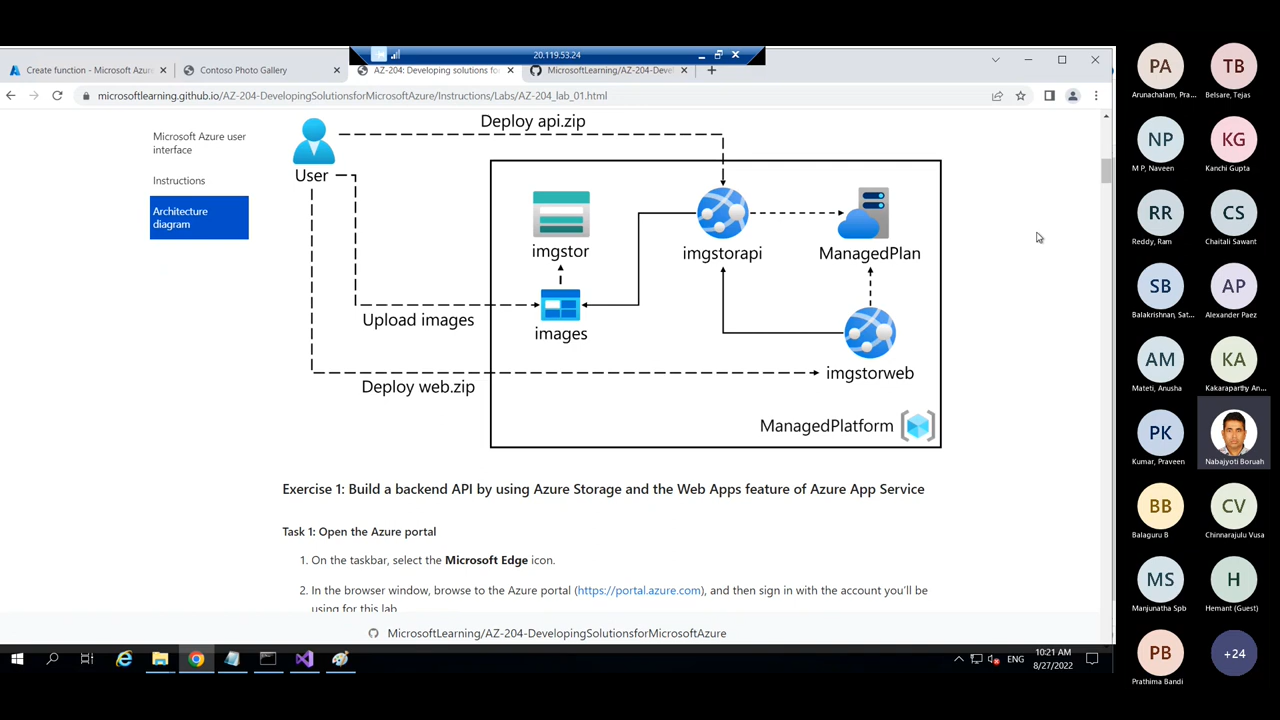 20.119.53.24
Create function - Microsoft Azur
Contoso Photo Gallery
AZ-204: Developing solutions fo
MicrosoftLearning/AZ-204-Devel
microsoftlearning.github.io/AZ-204-DevelopingSolutionsforMicrosoftAzure/Instructions/Labs/AZ-204_lab_01.html
Microsoft Azure user
interface
Instructions
Architecture
diagram
Deploy api.zip
User
imgstor
imgstorapi
ManagedPlan
Upload images
images
imgstorweb
Deploy web.zip
ManagedPlatform
Exercise 1: Build a backend API by using Azure Storage and the Web Apps feature of Azure App Service
Task 1: Open the Azure portal
1. On the taskbar, select the Microsoft Edge icon.
2. In the browser window, browse to the Azure portal (https://portal.azure.com), and then sign in with the account you'll be
using for this lab.
MicrosoftLearning/AZ-204-DevelopingSolutionsforMicrosoftAzure
ENG
10:21 AM
8/27/2022
PA
Arunachalam, Pra...
TB
Belsare, Tejas
NP
M P, Naveen
KG
Kanchi Gupta
RR
Reddy, Ram
CS
Chaitali Sawant
SB
Balakrishnan, Sat...
AP
Alexander Paez
AM
Mateti, Anusha
KA
Kakaraparthy An...
PK
Kumar, Praveen
Nabajyoti Boruah
BB
Balaguru B
CV
Chinnarajulu Vusa
MS
Manjunatha Spb
H
Hemant (Guest)
PB
Prathima Bandi
+24